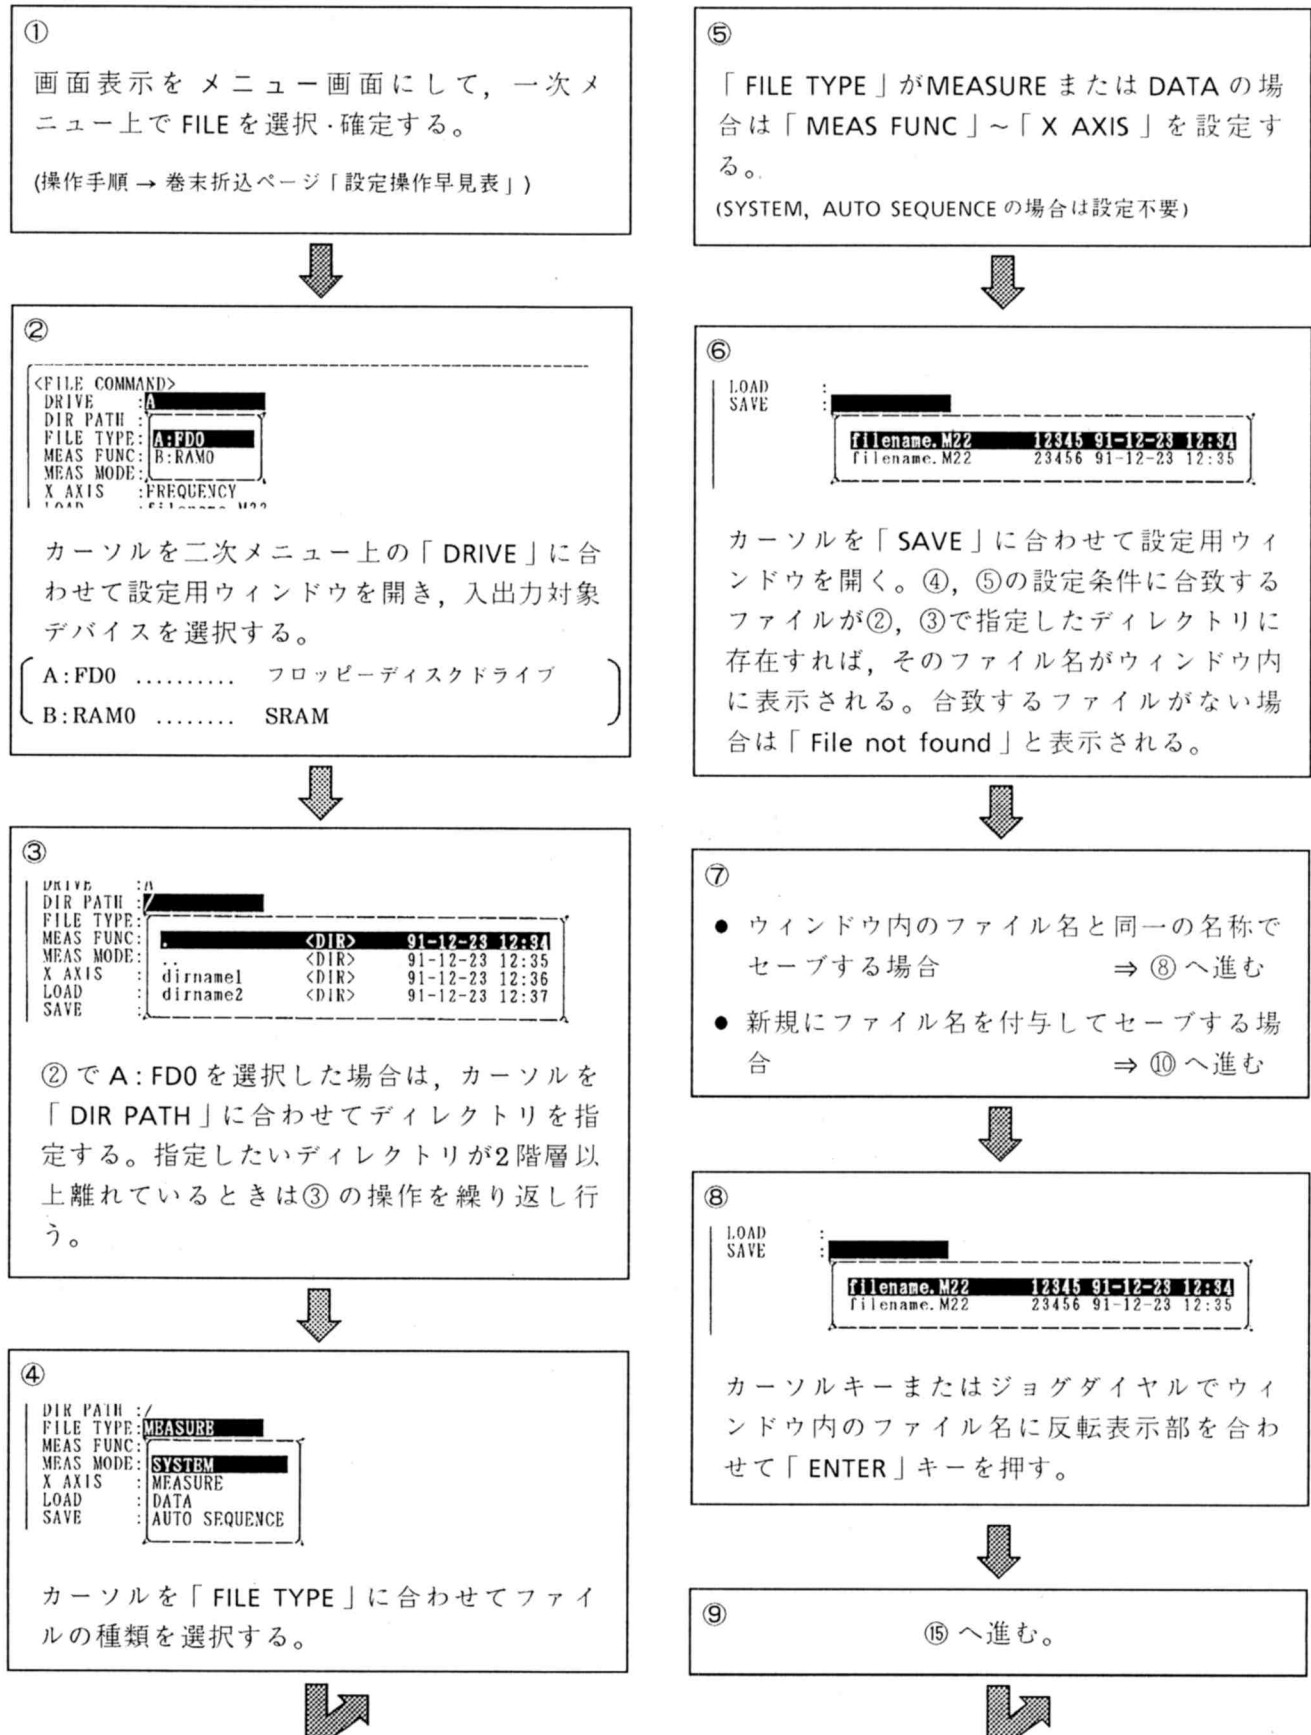 ①
画面表示を メニュー画面にして，一次メ
ニュー上で FILE を選択·確定する。
(操作手順 → 巻末折込ページ「設定操作早見表」)
②
<FILE COMMAND>
DRIVE :A
DIR PATH :
FILE TYPE: A:FD0
MEAS FUNC: B:RAM0
MEAS MODE:
X AXIS :FREQUENCY
LOAD :filename.M22
カーソルを二次メニュー上の「DRIVE」に合
わせて設定用ウィンドウを開き，入出力対象
デバイスを選択する。
A:FD0 .......... フロッピーディスクドライブ
B:RAM0 ........ SRAM
③
DRIVE :A
DIR PATH :/
FILE TYPE:
MEAS FUNC: . <DIR> 91-12-23 12:34
MEAS MODE: .. <DIR> 91-12-23 12:35
X AXIS : dirname1 <DIR> 91-12-23 12:36
LOAD : dirname2 <DIR> 91-12-23 12:37
SAVE :
②で A:FD0 を選択した場合は，カーソルを
「DIR PATH」に合わせてディレクトリを指
定する。指定したいディレクトリが2階層以
上離れているときは③の操作を繰り返し行
う。
④
DIR PATH :/
FILE TYPE:MEASURE
MEAS FUNC:
MEAS MODE: SYSTEM
X AXIS : MEASURE
LOAD : DATA
SAVE : AUTO SEQUENCE
カーソルを「FILE TYPE」に合わせてファイ
ルの種類を選択する。
⑤
「FILE TYPE」がMEASURE または DATA の場
合は「MEAS FUNC」~「X AXIS」を設定す
る。
(SYSTEM, AUTO SEQUENCE の場合は設定不要)
⑥
LOAD :
SAVE :
filename.M22 12345 91-12-23 12:34
filename.M22 23456 91-12-23 12:35
カーソルを「SAVE」に合わせて設定用ウィ
ンドウを開く。④，⑤の設定条件に合致する
ファイルが②，③で指定したディレクトリに
存在すれば，そのファイル名がウィンドウ内
に表示される。合致するファイルがない場
合は「File not found」と表示される。
⑦
● ウィンドウ内のファイル名と同一の名称で
セーブする場合 ⇒ ⑧へ進む
● 新規にファイル名を付与してセーブする場
合 ⇒ ⑩へ進む
⑧
LOAD :
SAVE :
filename.M22 12345 91-12-23 12:34
filename.M22 23456 91-12-23 12:35
カーソルキーまたはジョグダイヤルでウィ
ンドウ内のファイル名に反転表示部を合わ
せて「ENTER」キーを押す。
⑨
⑮へ進む。